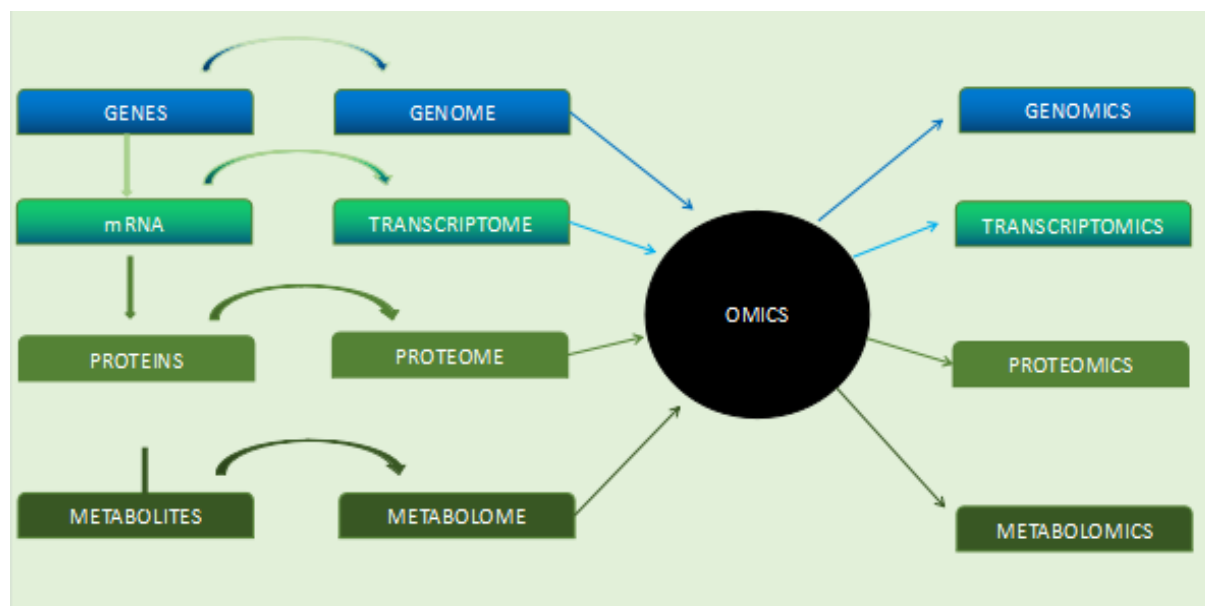 GENES
GENOME
GENOMICS
mRNA
TRANSCRIPTOME
TRANSCRIPTOMICS
OMICS
PROTEINS
PROTEOME
PROTEOMICS
METABOLITES
METABOLOME
METABOLOMICS